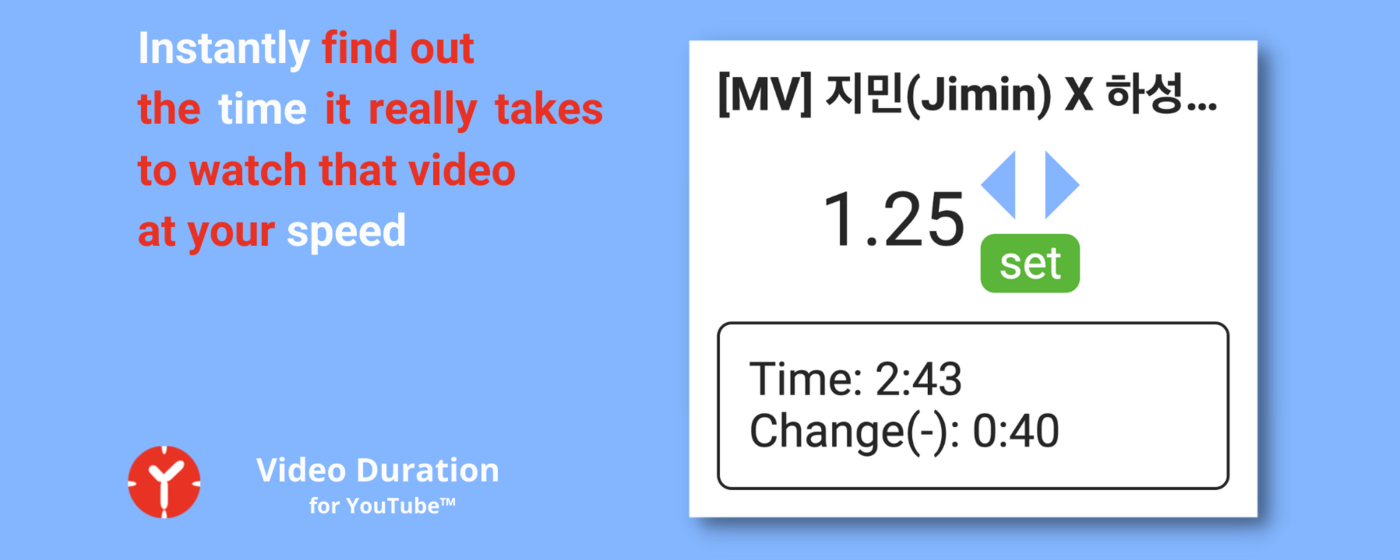 Instantly find out
the time it really takes
to watch that video
at your speed
Video Duration
for YouTube™
[MV] 지민(Jimin) X 하성...
1.25
set
Time: 2:43
Change(-): 0:40